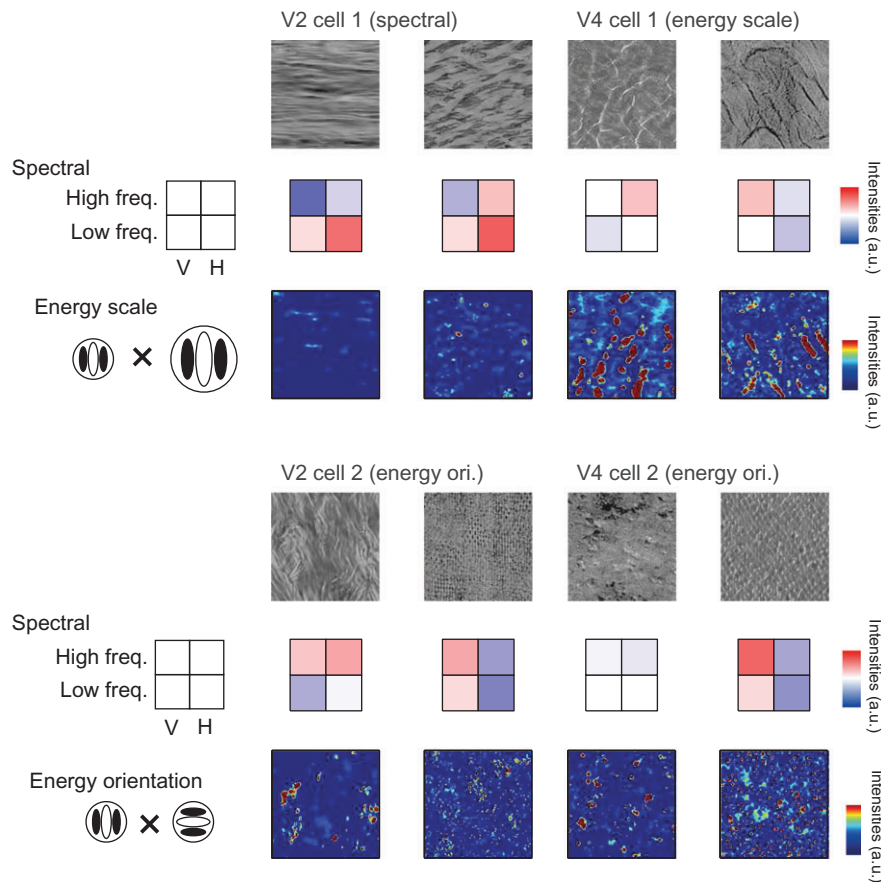 V2 cell 1 (spectral)
V4 cell 1 (energy scale)
Spectral
High freq.
Low freq.
V H
Intensities (a.u.)
Energy scale
×
Intensities (a.u.)
V2 cell 2 (energy ori.)
V4 cell 2 (energy ori.)
Spectral
High freq.
Low freq.
V H
Intensities (a.u.)
Energy orientation
×
Intensities (a.u.)